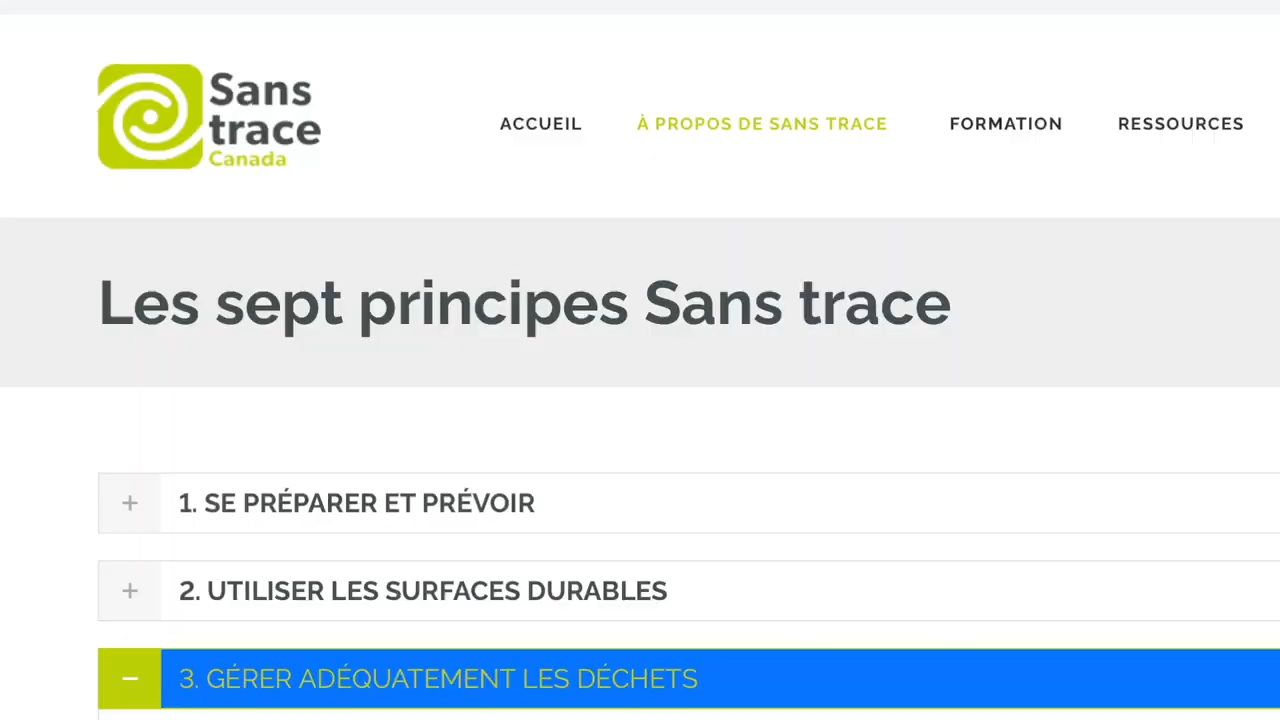 Sans
trace
Canada
ACCUEIL
À PROPOS DE SANS TRACE
FORMATION
RESSOURCES
Les sept principes Sans trace
+ 1. SE PRÉPARER ET PRÉVOIR
+ 2. UTILISER LES SURFACES DURABLES
− 3. GÉRER ADÉQUATEMENT LES DÉCHETS